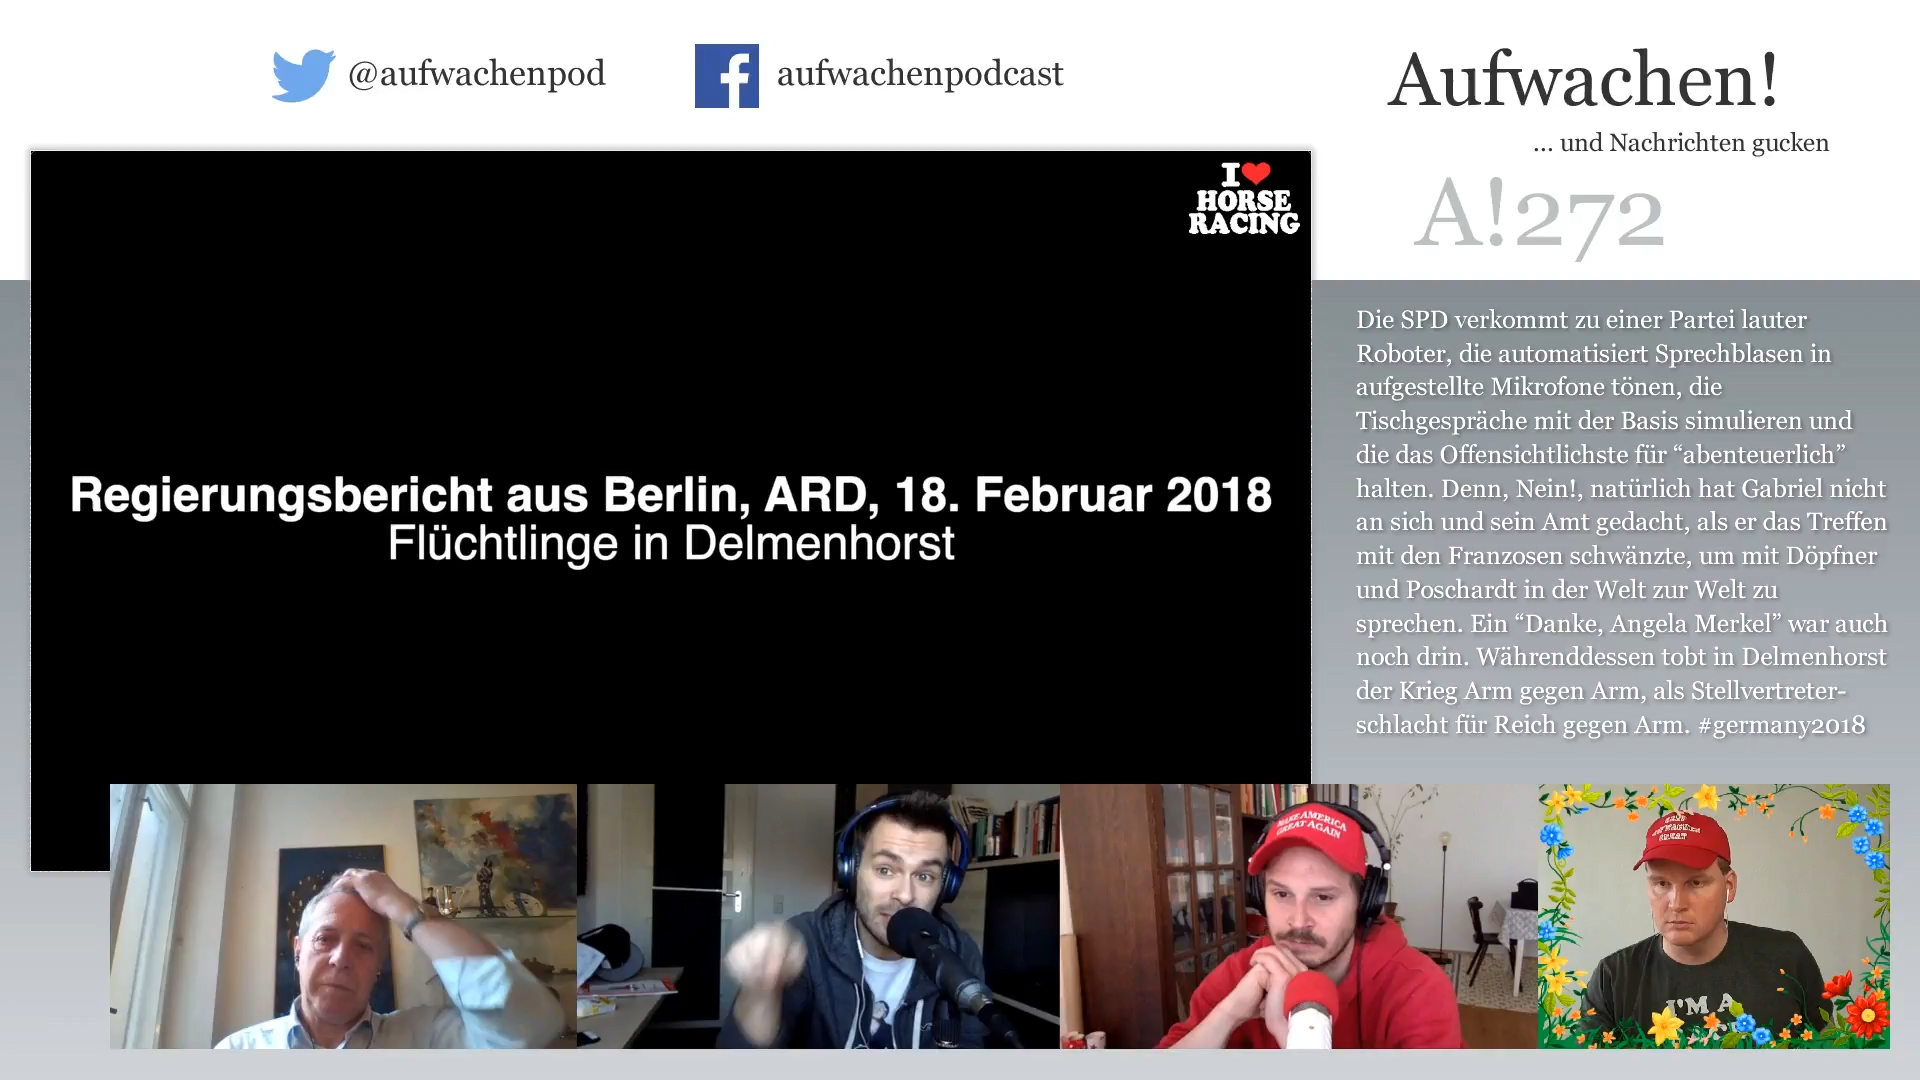 @aufwachenpod
aufwachenpodcast
Aufwachen!
... und Nachrichten gucken
A!272
I
HORSE
RACING
Regierungsbericht aus Berlin, ARD, 18. Februar 2018
Flüchtlinge in Delmenhorst
Die SPD verkommt zu einer Partei lauter
Roboter, die automatisiert Sprechblasen in
aufgestellte Mikrofone tönen, die
Tischgespräche mit der Basis simulieren und
die das Offensichtlichste für “abenteuerlich”
halten. Denn, Nein!, natürlich hat Gabriel nicht
an sich und sein Amt gedacht, als er das Treffen
mit den Franzosen schwänzte, um mit Döpfner
und Poschardt in der Welt zur Welt zu
sprechen. Ein “Danke, Angela Merkel” war auch
noch drin. Währenddessen tobt in Delmenhorst
der Krieg Arm gegen Arm, als Stellvertreter-
schlacht für Reich gegen Arm. #germany2018
MAKE AMERICA
GREAT AGAIN
GREAT
I'M A